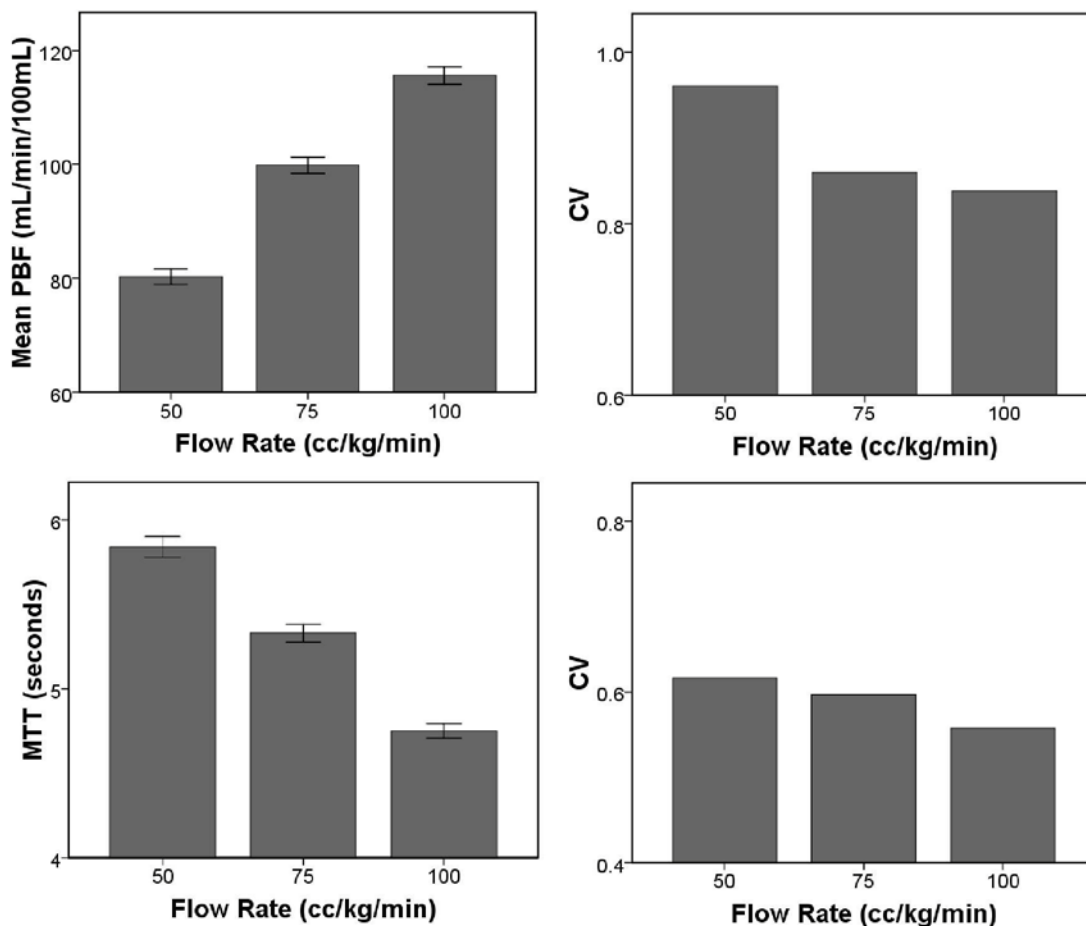 Mean PBF (mL/min/100mL)
120
100
80
60
50 75 100
Flow Rate (cc/kg/min)
CV
1.0
0.8
0.6
50 75 100
Flow Rate (cc/kg/min)
MTT (seconds)
6
5
4
50 75 100
Flow Rate (cc/kg/min)
CV
0.8
0.6
0.4
50 75 100
Flow Rate (cc/kg/min)